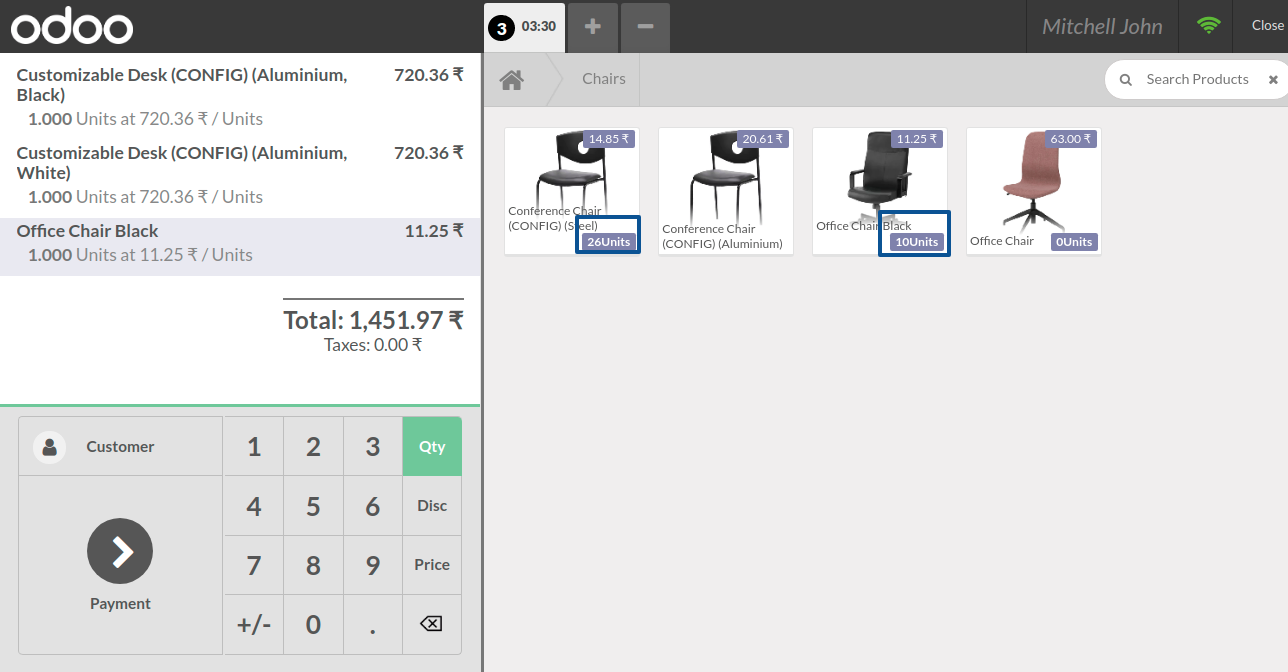 odoo
3 03:30 + −
Mitchell John
Close
Customizable Desk (CONFIG) (Aluminium, 720.36 ₹
Black)
1.000 Units at 720.36 ₹ / Units
Customizable Desk (CONFIG) (Aluminium, 720.36 ₹
White)
1.000 Units at 720.36 ₹ / Units
Office Chair Black 11.25 ₹
1.000 Units at 11.25 ₹ / Units
Total: 1,451.97 ₹
Taxes: 0.00 ₹
Customer
Payment
1 2 3 Qty
4 5 6 Disc
7 8 9 Price
+/- 0 .
Chairs
Search Products
14.85 ₹
Conference Chair
(CONFIG) (Steel)
26Units
20.61 ₹
Conference Chair
(CONFIG) (Aluminium)
11.25 ₹
Office Chair Black
10Units
63.00 ₹
Office Chair
0Units